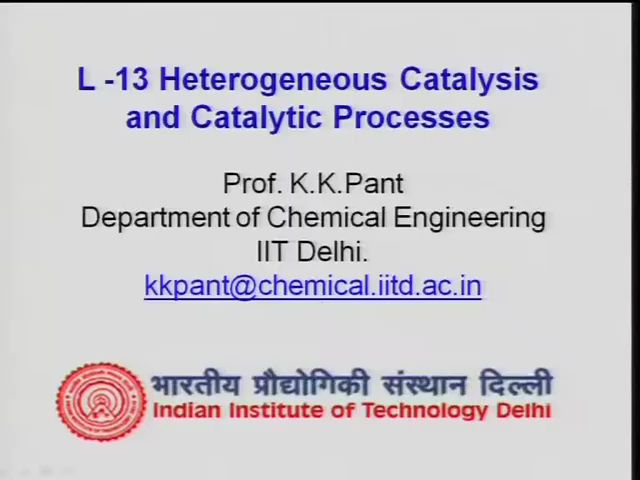 L -13 Heterogeneous Catalysis
and Catalytic Processes
Prof. K.K.Pant
Department of Chemical Engineering
IIT Delhi.
kkpant@chemical.iitd.ac.in
भारतीय प्रौद्योगिकी संस्थान दिल्ली
Indian Institute of Technology Delhi